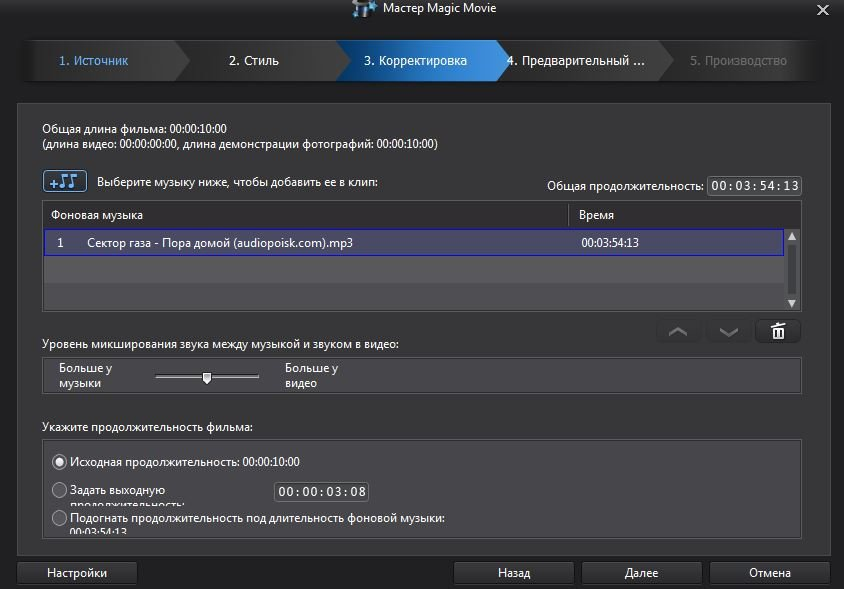 Мастер Magic Movie
1. Источник
2. Стиль
3. Корректировка
4. Предварительный ...
5. Производство
Общая длина фильма: 00:00:10:00
(длина видео: 00:00:00:00, длина демонстрации фотографий: 00:00:10:00)
Выберите музыку ниже, чтобы добавить ее в клип:
Общая продолжительность: 00:03:54:13
Фоновая музыка
Время
1 Сектор газа - Пора домой (audiopoisk.com).mp3 00:03:54:13
Уровень микширования звука между музыкой и звуком в видео:
Больше у
музыки
Больше у
видео
Укажите продолжительность фильма:
Исходная продолжительность: 00:00:10:00
Задать выходную
продолжительность:
00:00:03:08
Подогнать продолжительность под длительность фоновой музыки:
00:03:54:13
Настройки
Назад
Далее
Отмена